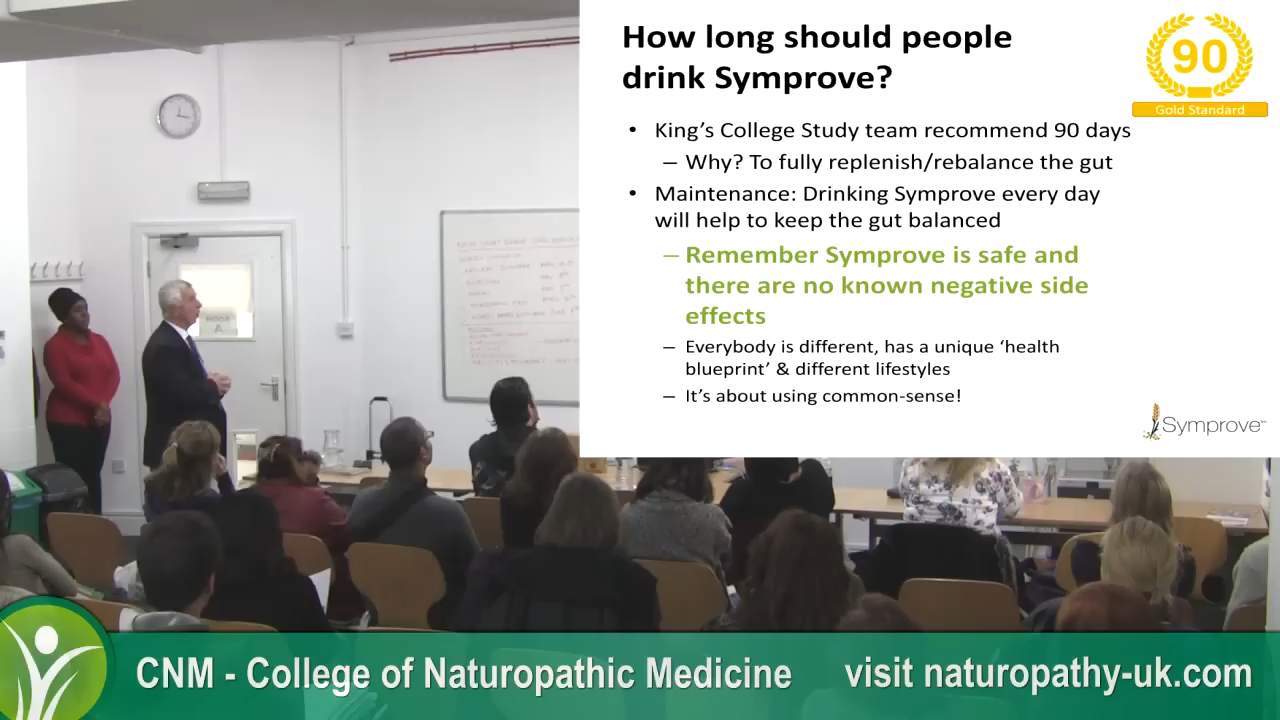 How long should people
drink Symprove?
90
Gold Standard
• King's College Study team recommend 90 days
– Why? To fully replenish/rebalance the gut
• Maintenance: Drinking Symprove every day
will help to keep the gut balanced
– Remember Symprove is safe and
there are no known negative side
effects
– Everybody is different, has a unique ‘health
blueprint’ & different lifestyles
– It's about using common-sense!
Symprove
CNM - College of Naturopathic Medicine
visit naturopathy-uk.com